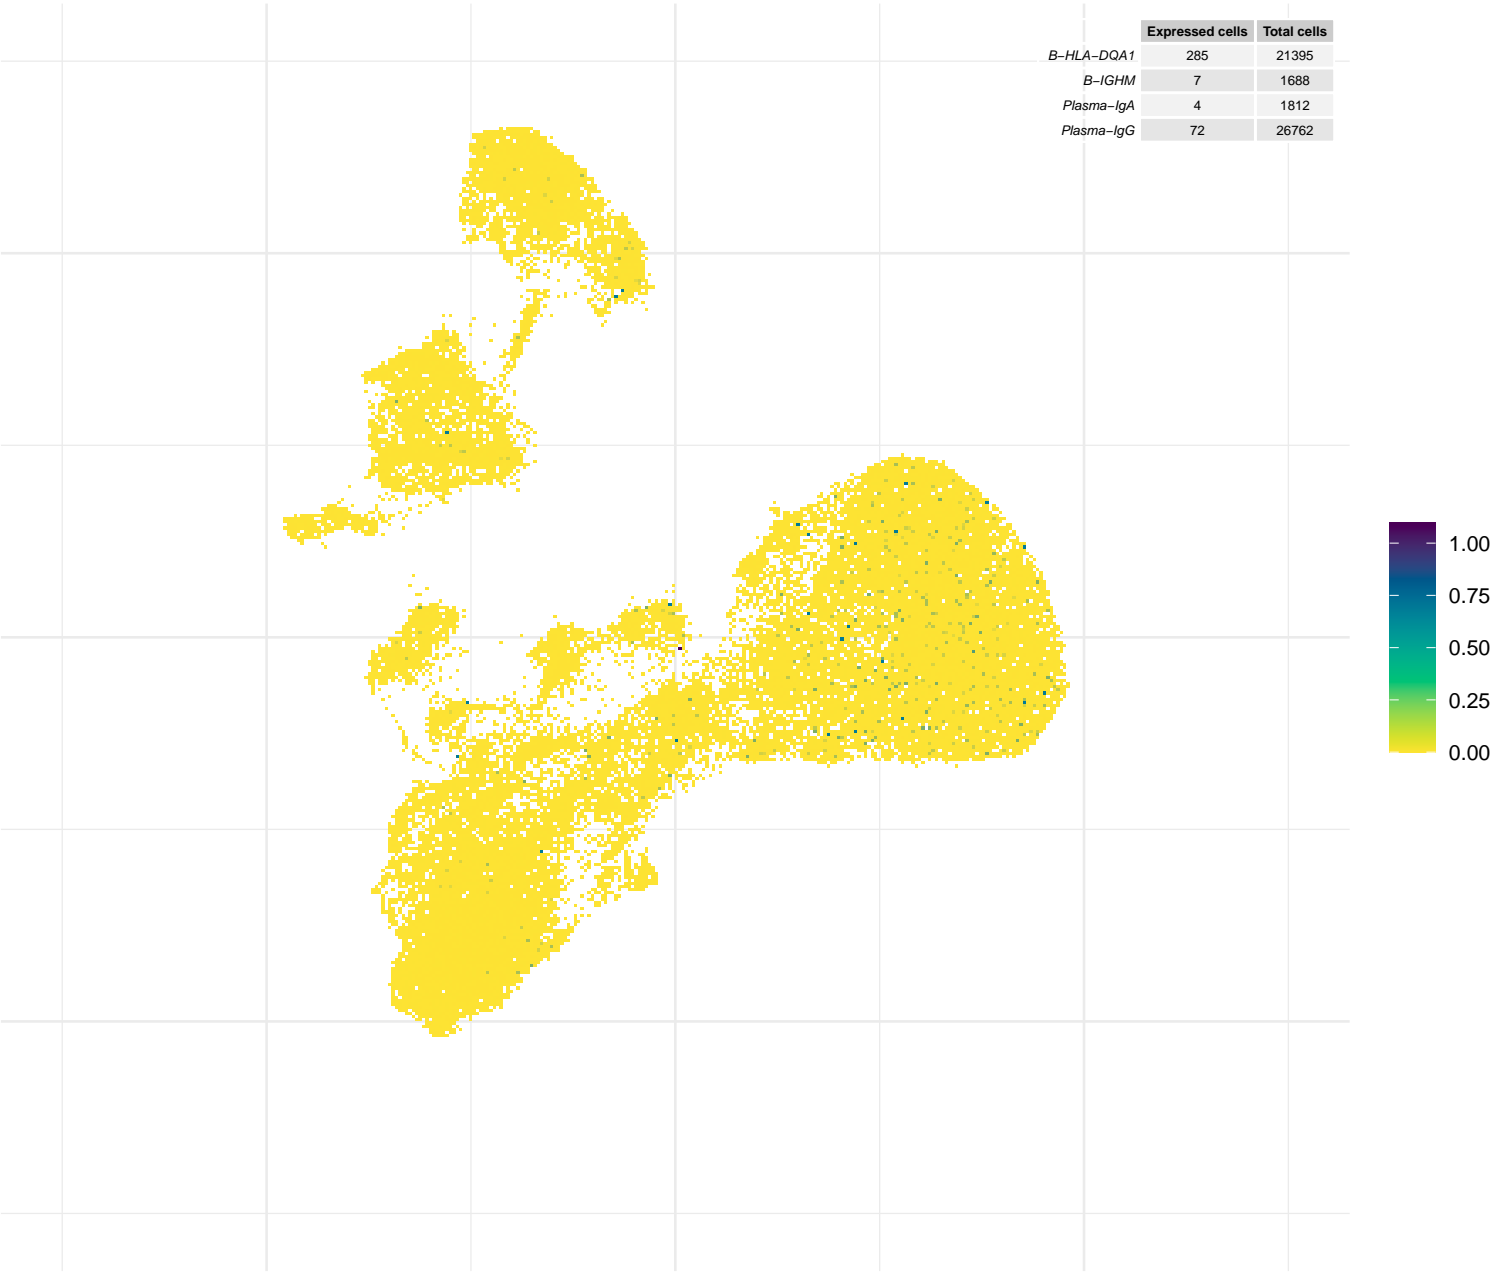 Expressed cells Total cells
B−HLA−DQA1 285 21395
B−IGHM 7 1688
Plasma−IgA 4 1812
Plasma−IgG 72 26762
1.00
0.75
0.50
0.25
0.00